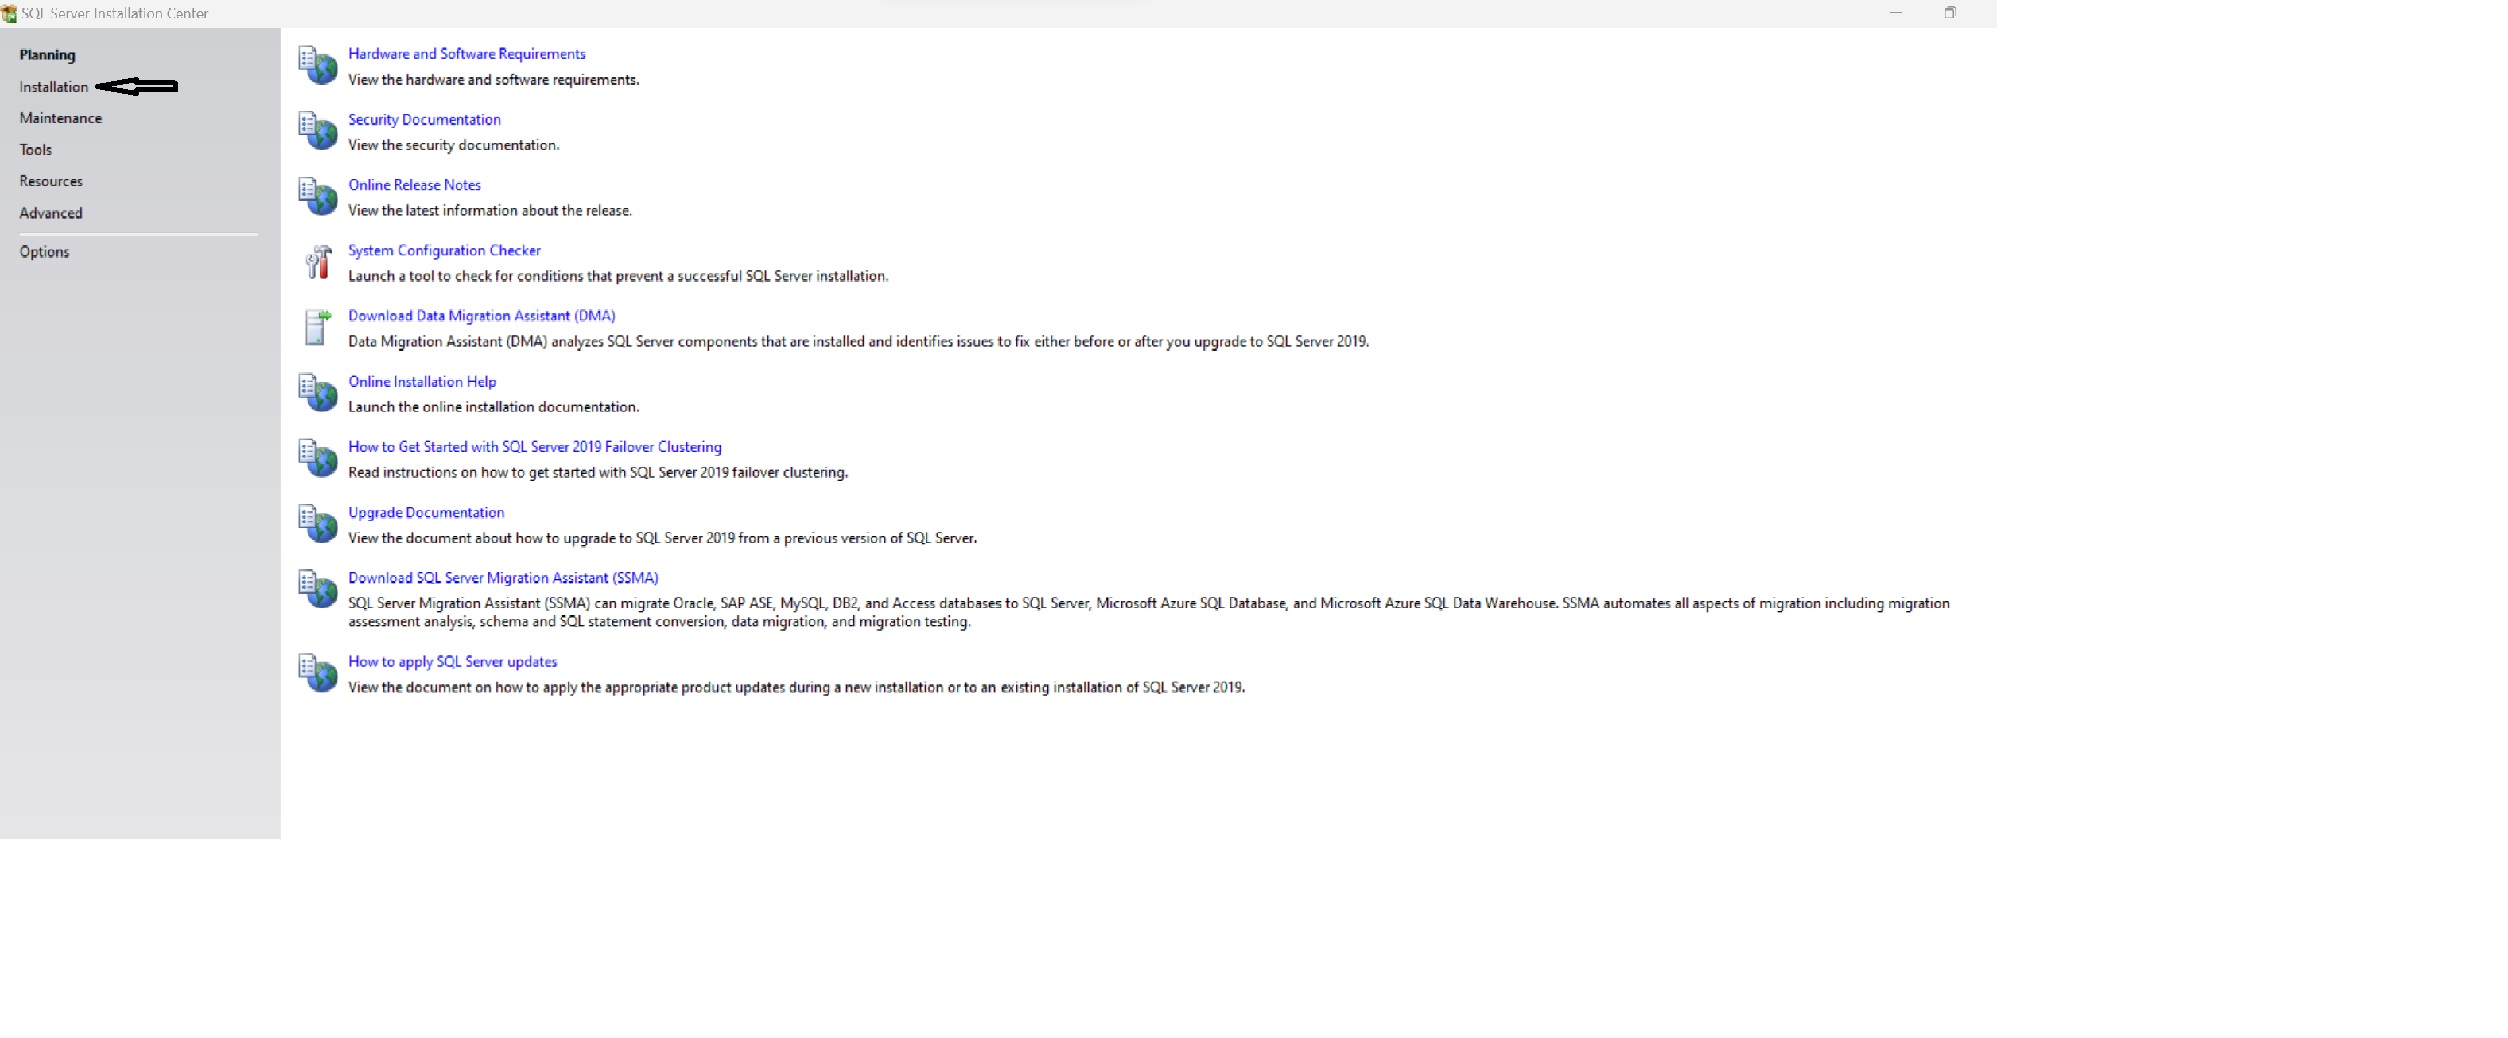 SQL Server Installation Center
Planning
Installation
Maintenance
Tools
Resources
Advanced
Options
Hardware and Software Requirements
View the hardware and software requirements.
Security Documentation
View the security documentation.
Online Release Notes
View the latest information about the release.
System Configuration Checker
Launch a tool to check for conditions that prevent a successful SQL Server installation.
Download Data Migration Assistant (DMA)
Data Migration Assistant (DMA) analyzes SQL Server components that are installed and identifies issues to fix either before or after you upgrade to SQL Server 2019.
Online Installation Help
Launch the online installation documentation.
How to Get Started with SQL Server 2019 Failover Clustering
Read instructions on how to get started with SQL Server 2019 failover clustering.
Upgrade Documentation
View the document about how to upgrade to SQL Server 2019 from a previous version of SQL Server.
Download SQL Server Migration Assistant (SSMA)
SQL Server Migration Assistant (SSMA) can migrate Oracle, SAP ASE, MySQL, DB2, and Access databases to SQL Server, Microsoft Azure SQL Database, and Microsoft Azure SQL Data Warehouse. SSMA automates all aspects of migration including migration
assessment analysis, schema and SQL statement conversion, data migration, and migration testing.
How to apply SQL Server updates
View the document on how to apply the appropriate product updates during a new installation or to an existing installation of SQL Server 2019.